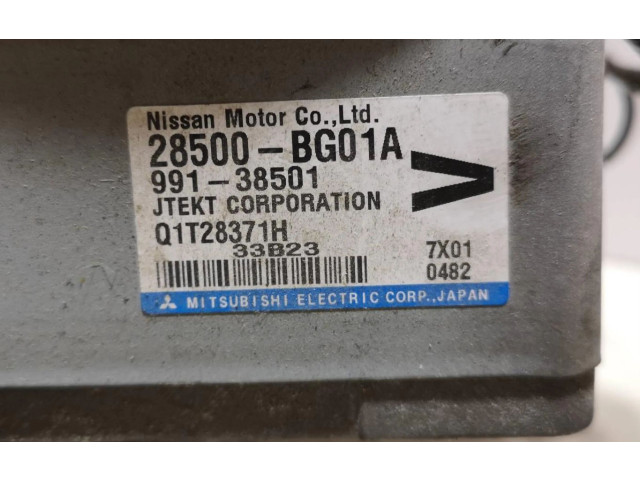 Nissan Motor Co.,Ltd.
28500-BG01A
991-38501
JTEKT CORPORATION
Q1T28371H
33B23
7X01
0482
MITSUBISHI ELECTRIC CORP.,JAPAN